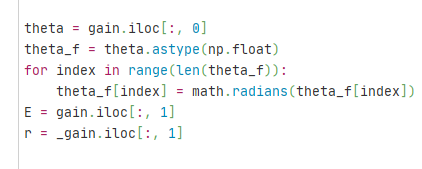 theta = gain.iloc[:, 0]
theta_f = theta.astype(np.float)
for index in range(len(theta_f)):
    theta_f[index] = math.radians(theta_f[index])
E = gain.iloc[:, 1]
r = _gain.iloc[:, 1]